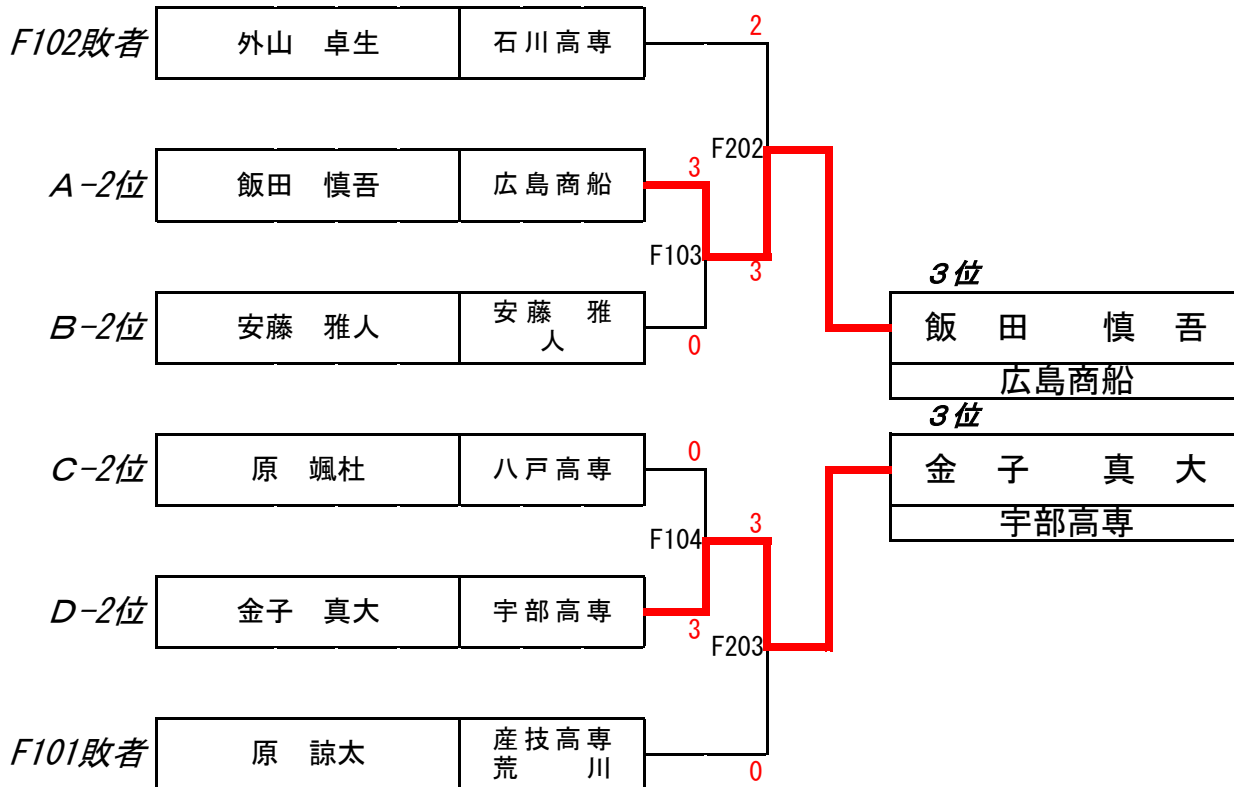 F102敗者 外山 卓生 石川高専 2
F202
A-2位 飯田 慎吾 広島商船 3
F103 3
3位
B-2位 安藤 雅人 安藤 雅
人
0
飯田 慎吾
広島商船
3位
C-2位 原 颯杜 八戸高専 0
金子 真大
宇部高専
F104 3
D-2位 金子 真大 宇部高専 3
F203
F101敗者 原 諒太 産技高専
荒川
0